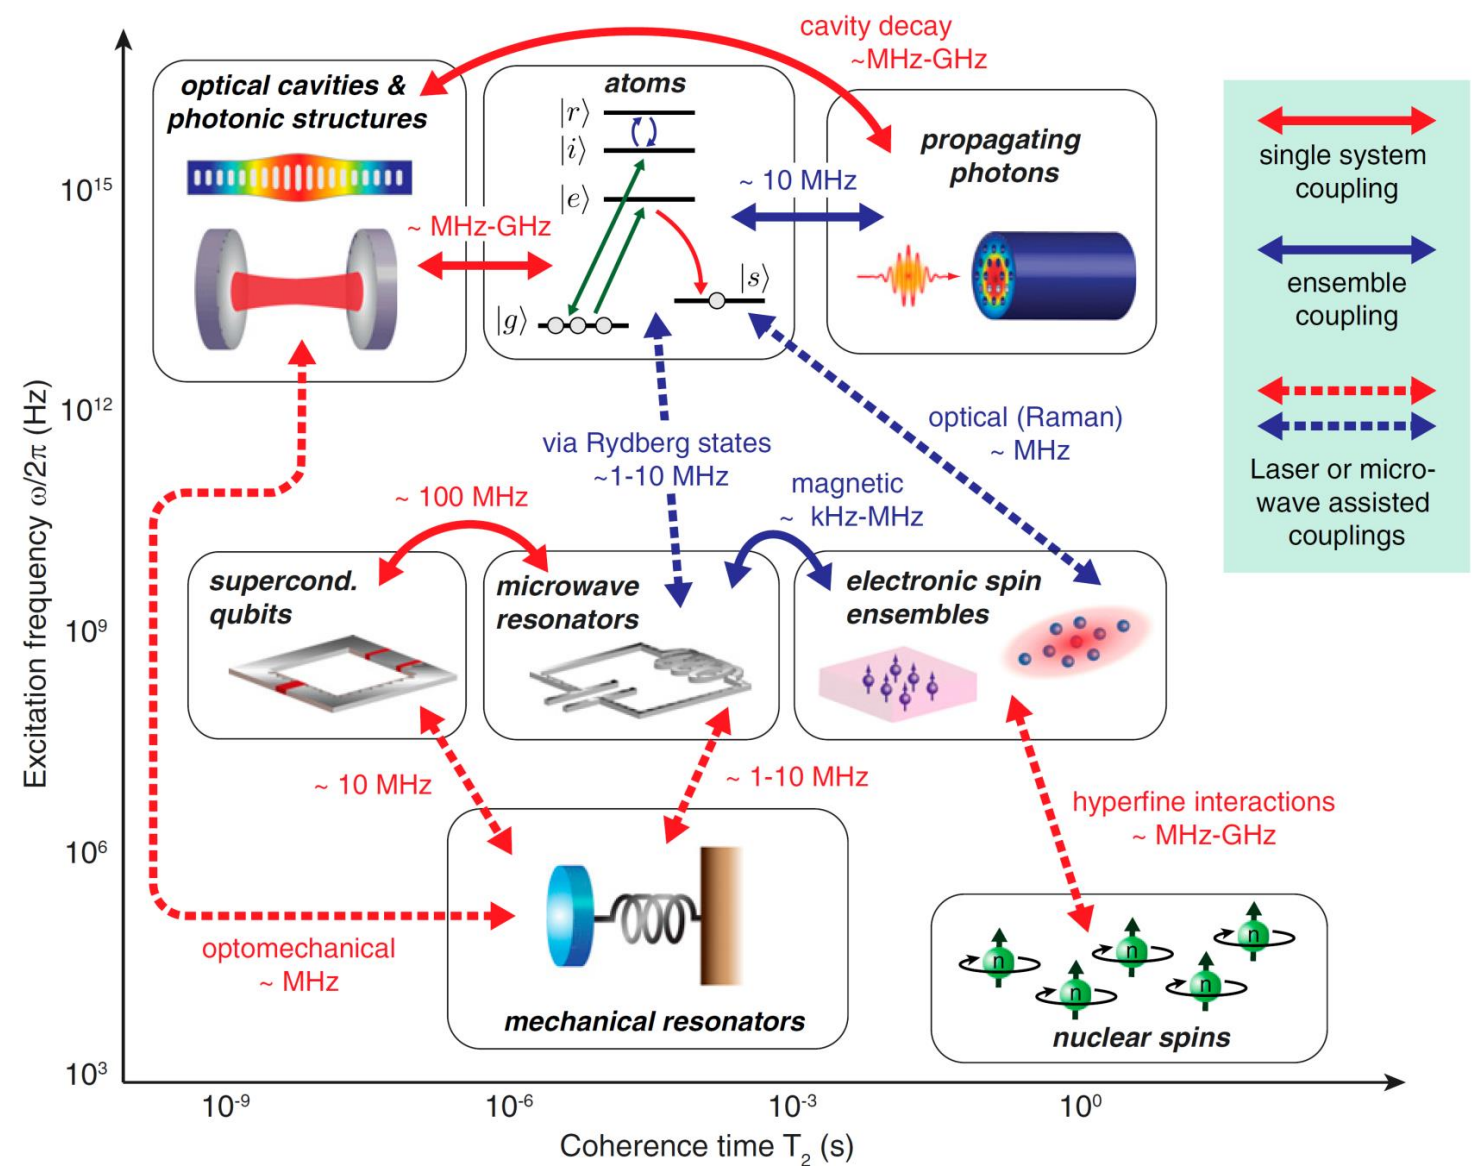 cavity decay
~MHz-GHz
optical cavities &
photonic structures
atoms
|r⟩
|i⟩
|e⟩
|s⟩
|g⟩
~ MHz-GHz
~ 10 MHz
propagating
photons
single system
coupling
ensemble
coupling
Laser or micro-
wave assisted
couplings
optical (Raman)
~ MHz
via Rydberg states
~1-10 MHz
magnetic
~ kHz-MHz
~ 100 MHz
supercond.
qubits
microwave
resonators
electronic spin
ensembles
~ 10 MHz
~ 1-10 MHz
hyperfine interactions
~ MHz-GHz
optomechanical
~ MHz
mechanical resonators
n
n
n
n
n
nuclear spins
Excitation frequency ω/2π (Hz)
10¹⁵
10¹²
10⁹
10⁶
10³
10⁻⁹
10⁻⁶
10⁻³
10⁰
Coherence time T₂ (s)